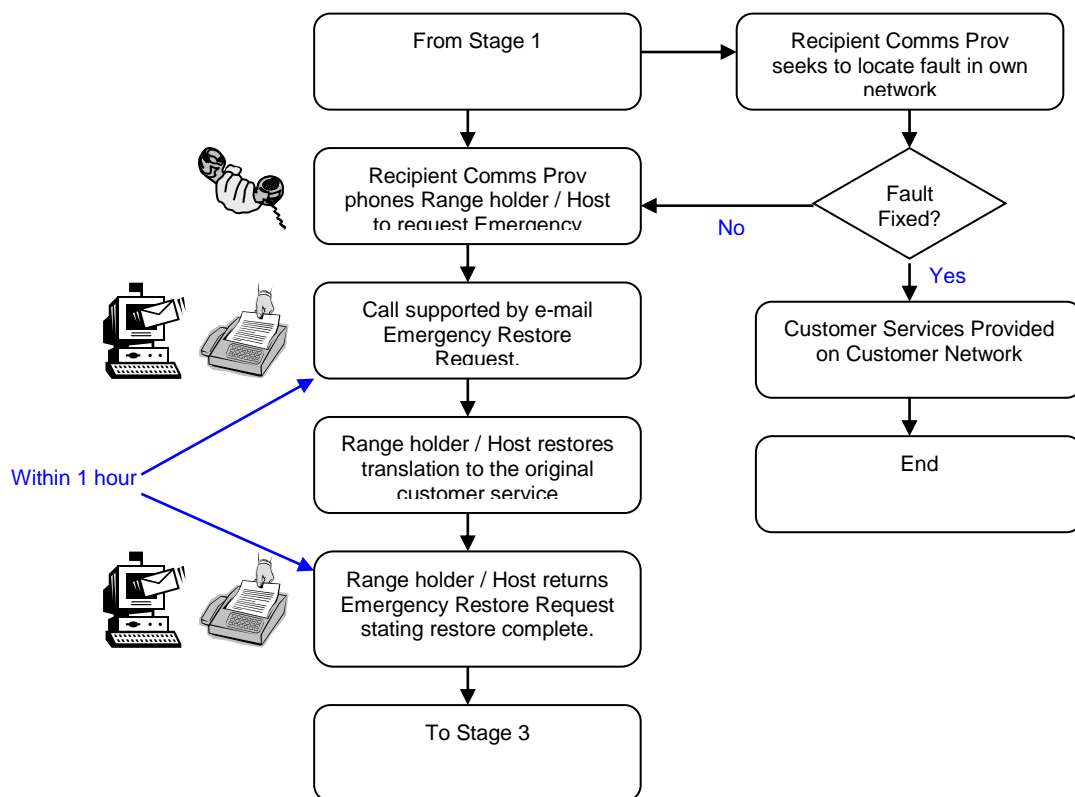 From Stage 1
Recipient Comms Prov
seeks to locate fault in own
network
Recipient Comms Prov
phones Range holder / Host
to request Emergency
Fault
Fixed?
No
Yes
Call supported by e-mail
Emergency Restore
Request.
Customer Services Provided
on Customer Network
Range holder / Host restores
translation to the original
customer service
End
Within 1 hour
Range holder / Host returns
Emergency Restore Request
stating restore complete.
To Stage 3